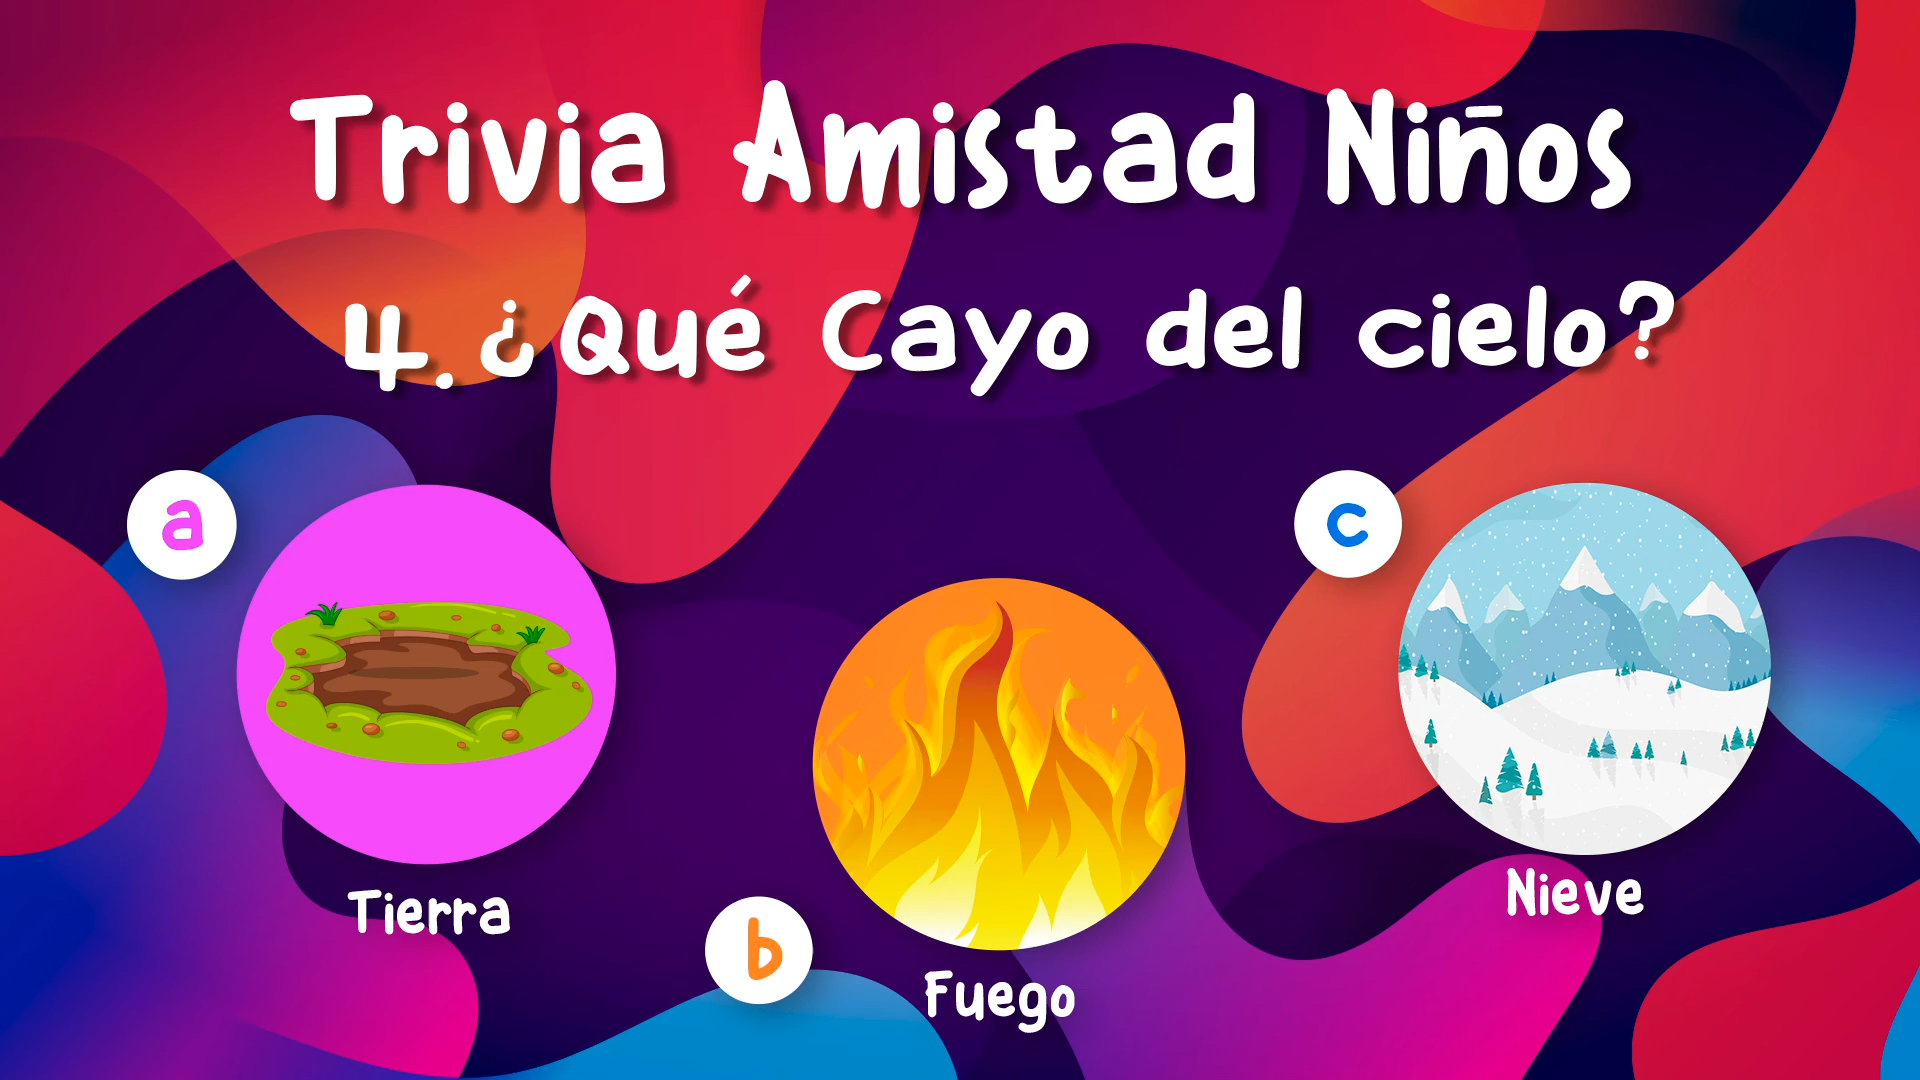 Trivia Amistad Niños
4. ¿Qué Cayo del cielo?
a
Tierra
b
Fuego
c
Nieve